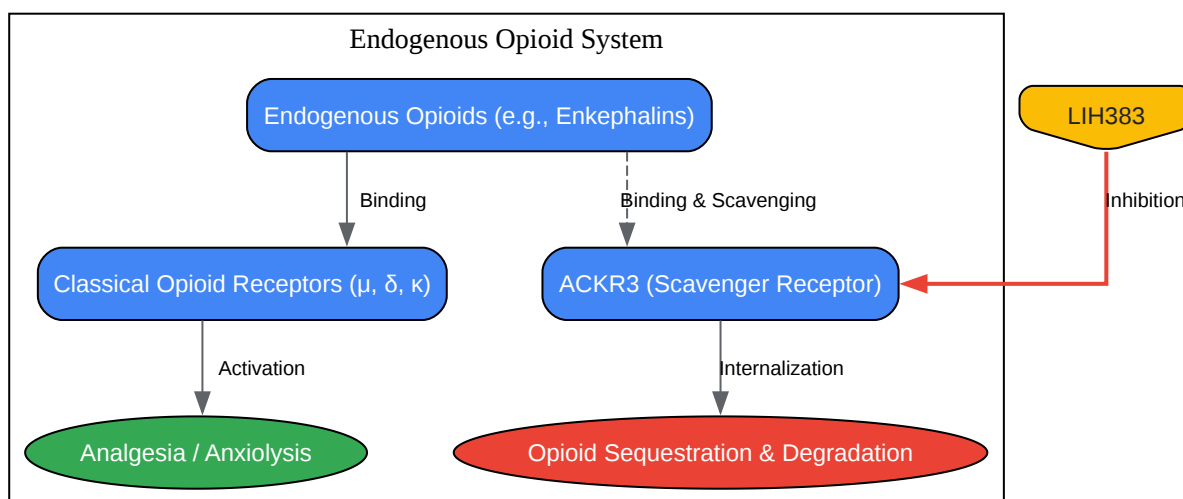 Endogenous Opioid System
Endogenous Opioids (e.g., Enkephalins)
LIH383
Binding
Binding & Scavenging
Inhibition
Classical Opioid Receptors (μ, δ, κ)
ACKR3 (Scavenger Receptor)
Activation
Internalization
Analgesia / Anxiolysis
Opioid Sequestration & Degradation